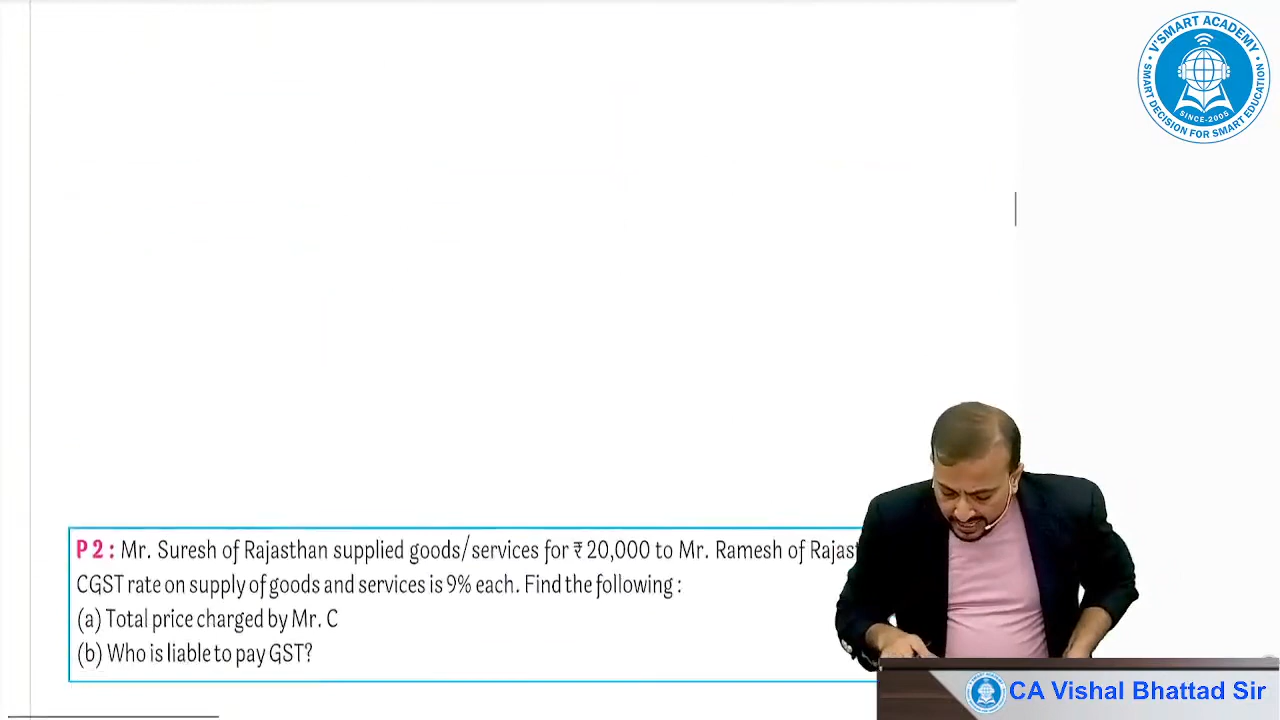 V'SMART ACADEMY
SMART DECISION FOR SMART EDUCATION
SINCE-2005
P 2 : Mr. Suresh of Rajasthan supplied goods/services for ₹ 20,000 to Mr. Ramesh of Rajast
CGST rate on supply of goods and services is 9% each. Find the following :
(a) Total price charged by Mr. C
(b) Who is liable to pay GST?
CA Vishal Bhattad Sir